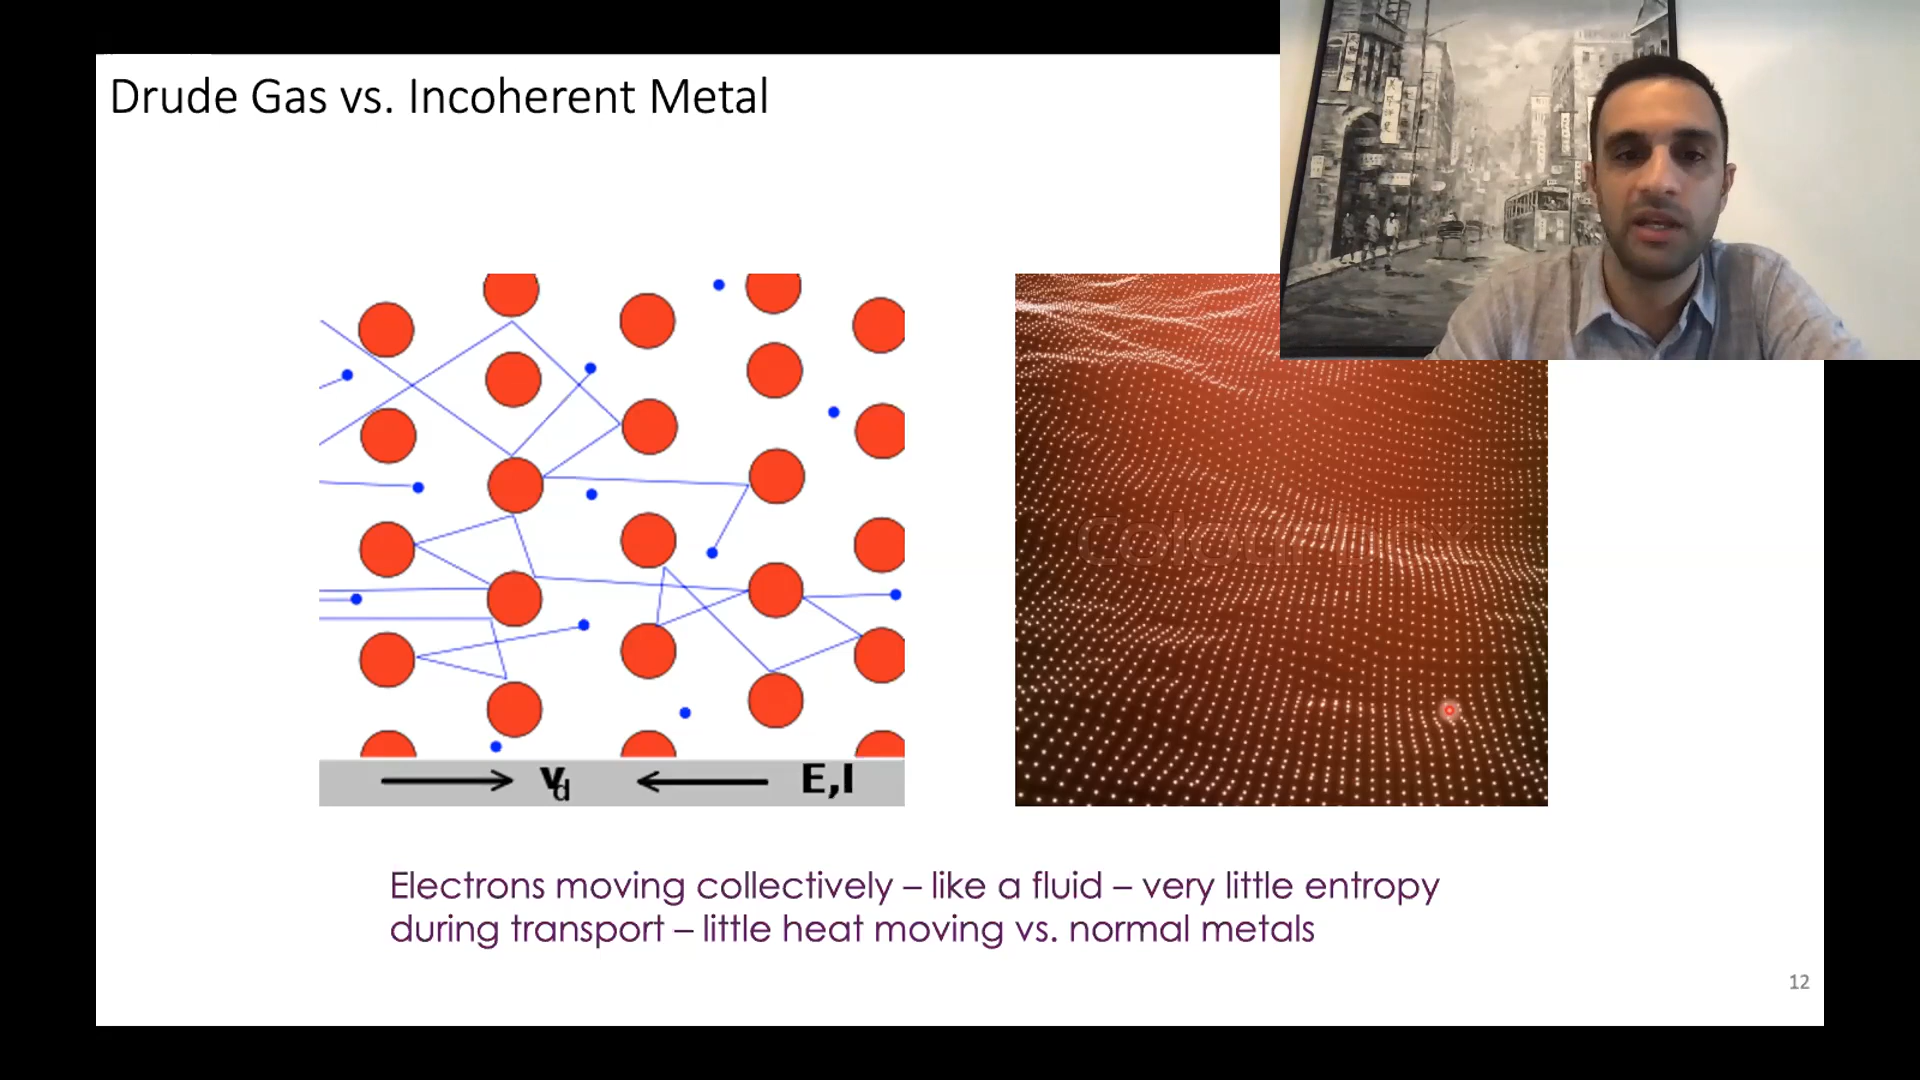 Drude Gas vs. Incoherent Metal
vd
E,I
Electrons moving collectively – like a fluid – very little entropy
during transport – little heat moving vs. normal metals
12